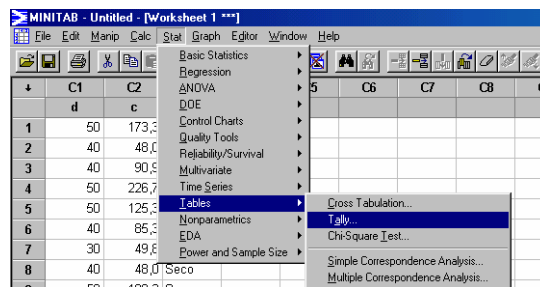 MINITAB - Untitled - [Worksheet 1 ***]
File Edit Manip Calc Stat Graph Editor Window Help
Basic Statistics
Regression
ANOVA
DOE
Control Charts
Quality Tools
Reliability/Survival
Multivariate
Time Series
Tables
Nonparametrics
EDA
Power and Sample Size
Cross Tabulation...
Tally...
Chi-Square Test...
Simple Correspondence Analysis...
Multiple Correspondence Analysis...
C1 C2 C6 C7 C8
d c
1 50 173,3
2 40 48,0
3 40 90,9
4 50 226,7
5 50 125,3
6 40 85,3
7 30 49,8
8 40 48,0 Seco